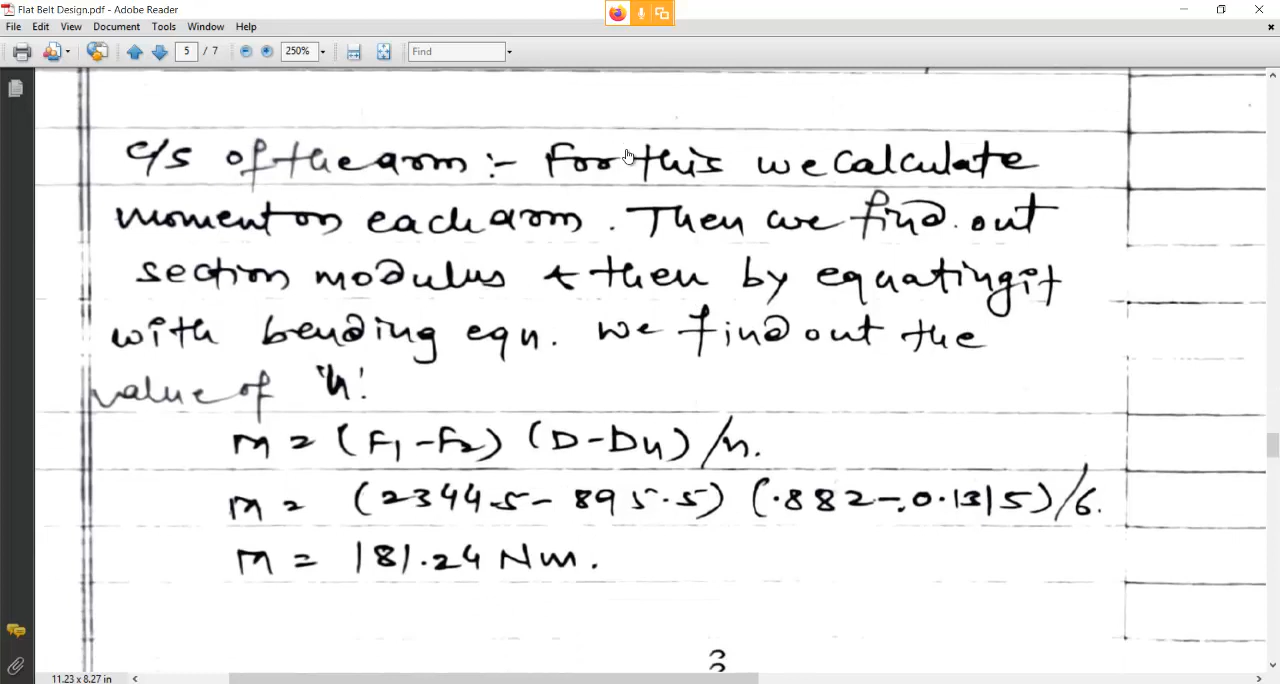 Flat Belt Design.pdf - Adobe Reader
File Edit View Document Tools Window Help
5 / 7 250% Find
C/S of the arm :- For this we calculate
moment on each arm. Then we find out
section modulus & then by equating it
with bending eqn. we find out the
value of 'h'.
M = (F1 - F2) (D - DH) / n.
M = (2344.5 - 895.5) (.882 - 0.1315) / 6.
M = 181.24 Nm.
11.23 x 8.27 in